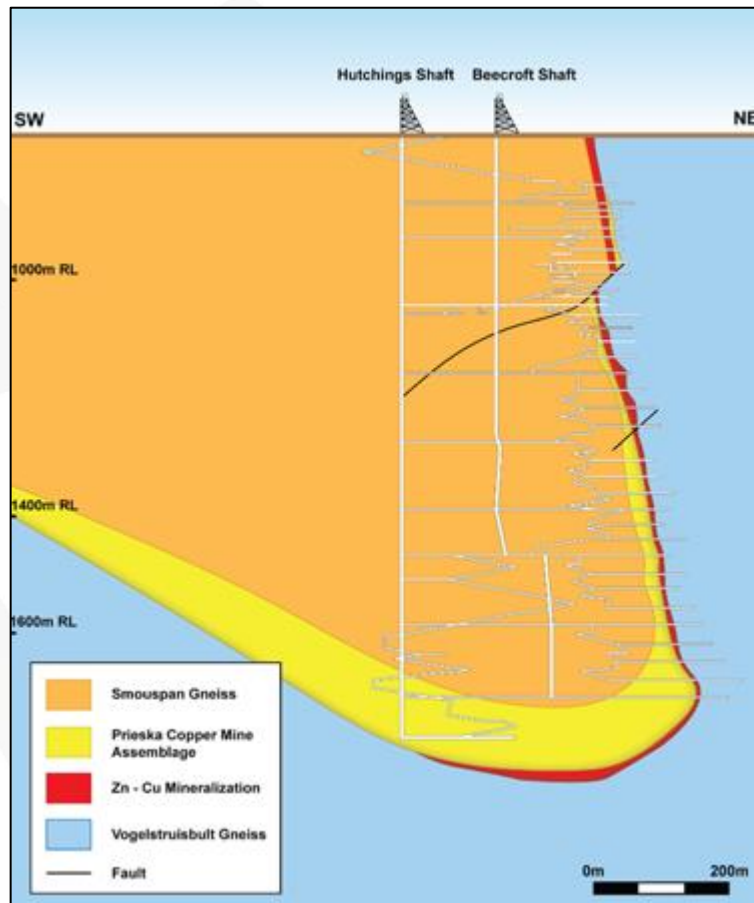 Hutchings Shaft Beecroft Shaft
SW NE
1000m RL
1400m RL
1600m RL
Smouspan Gneiss
Prieska Copper Mine
Assemblage
Zn - Cu Mineralization
Vogelstruisbult Gneiss
Fault
0m 200m